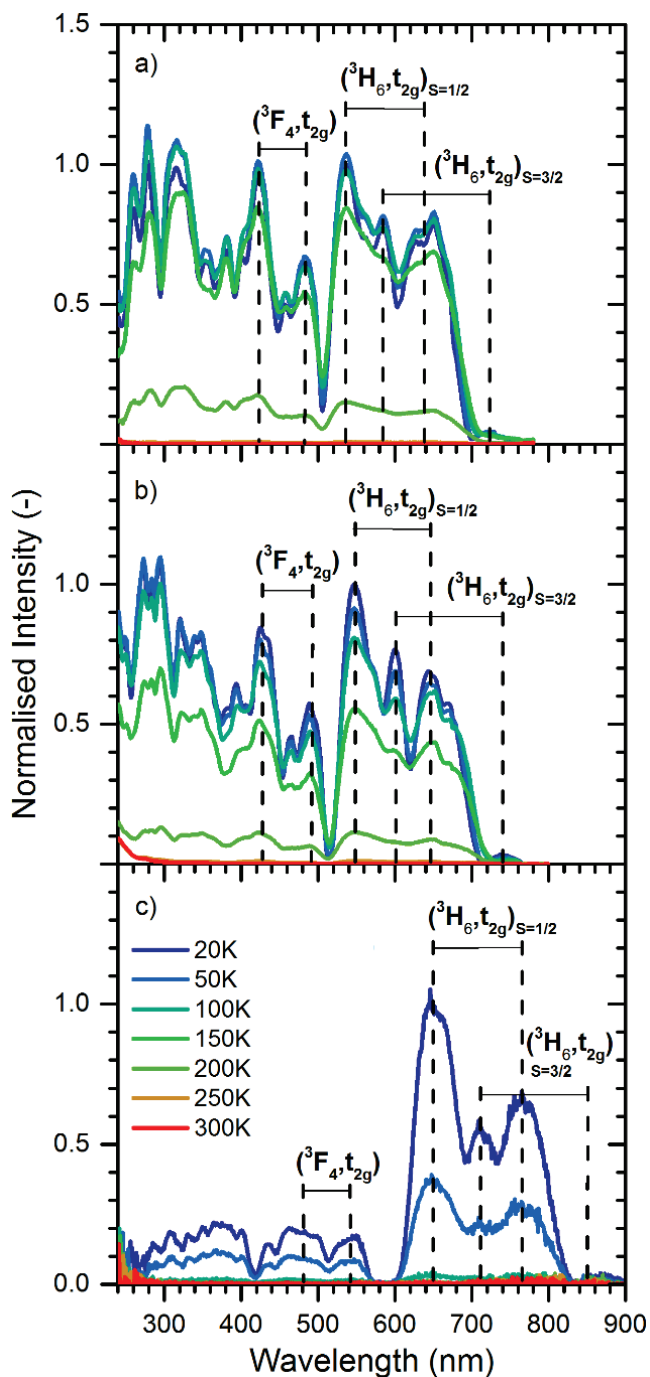 1.5
a)
(³H₆,t₂g)S=1/2
(³F₄,t₂g)
(³H₆,t₂g)S=3/2
1.0
0.5
b)
(³H₆,t₂g)S=1/2
(³F₄,t₂g)
(³H₆,t₂g)S=3/2
1.0
0.5
Normalised Intensity (-)
c)
(³H₆,t₂g)S=1/2
20K
50K
100K
150K
200K
250K
300K
(³H₆,t₂g)
S=3/2
(³F₄,t₂g)
1.0
0.5
0.0
300 400 500 600 700 800 900
Wavelength (nm)